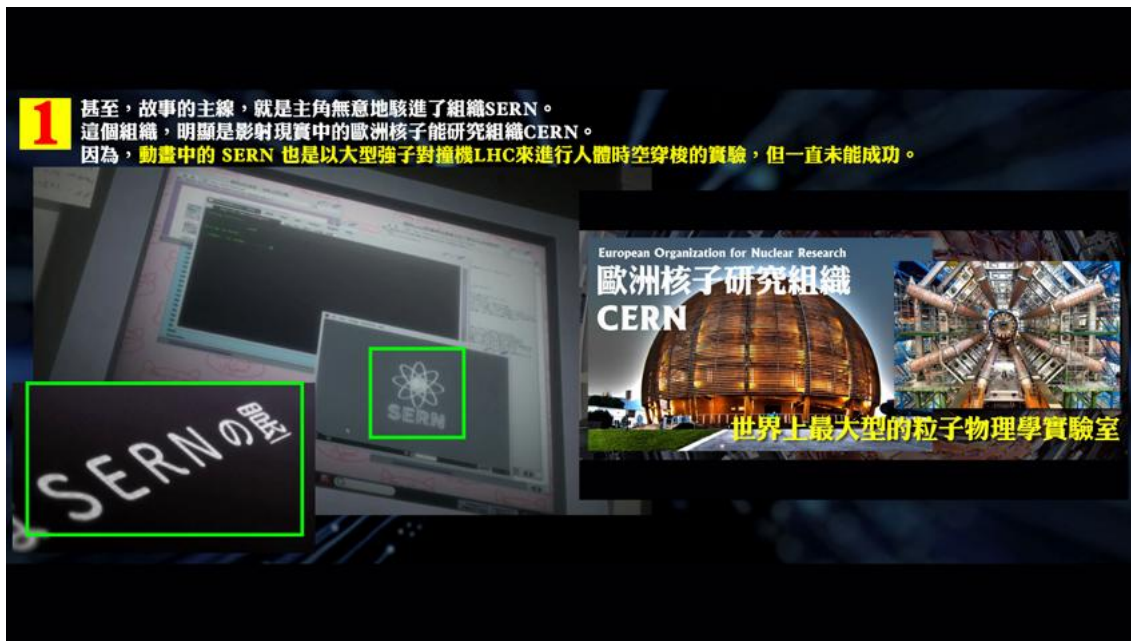 1
甚至，故事的主線，就是主角無意地駭進了組織SERN。
這個組織，明顯是影射現實中的歐洲核子能研究組織CERN。
因為，動畫中的 SERN 也是以大型強子對撞機LHC來進行人體時空穿梭的實驗，但一直未能成功。
European Organization for Nuclear Research
歐洲核子研究組織
CERN
世界上最大型的粒子物理學實驗室
SERN
SERNの